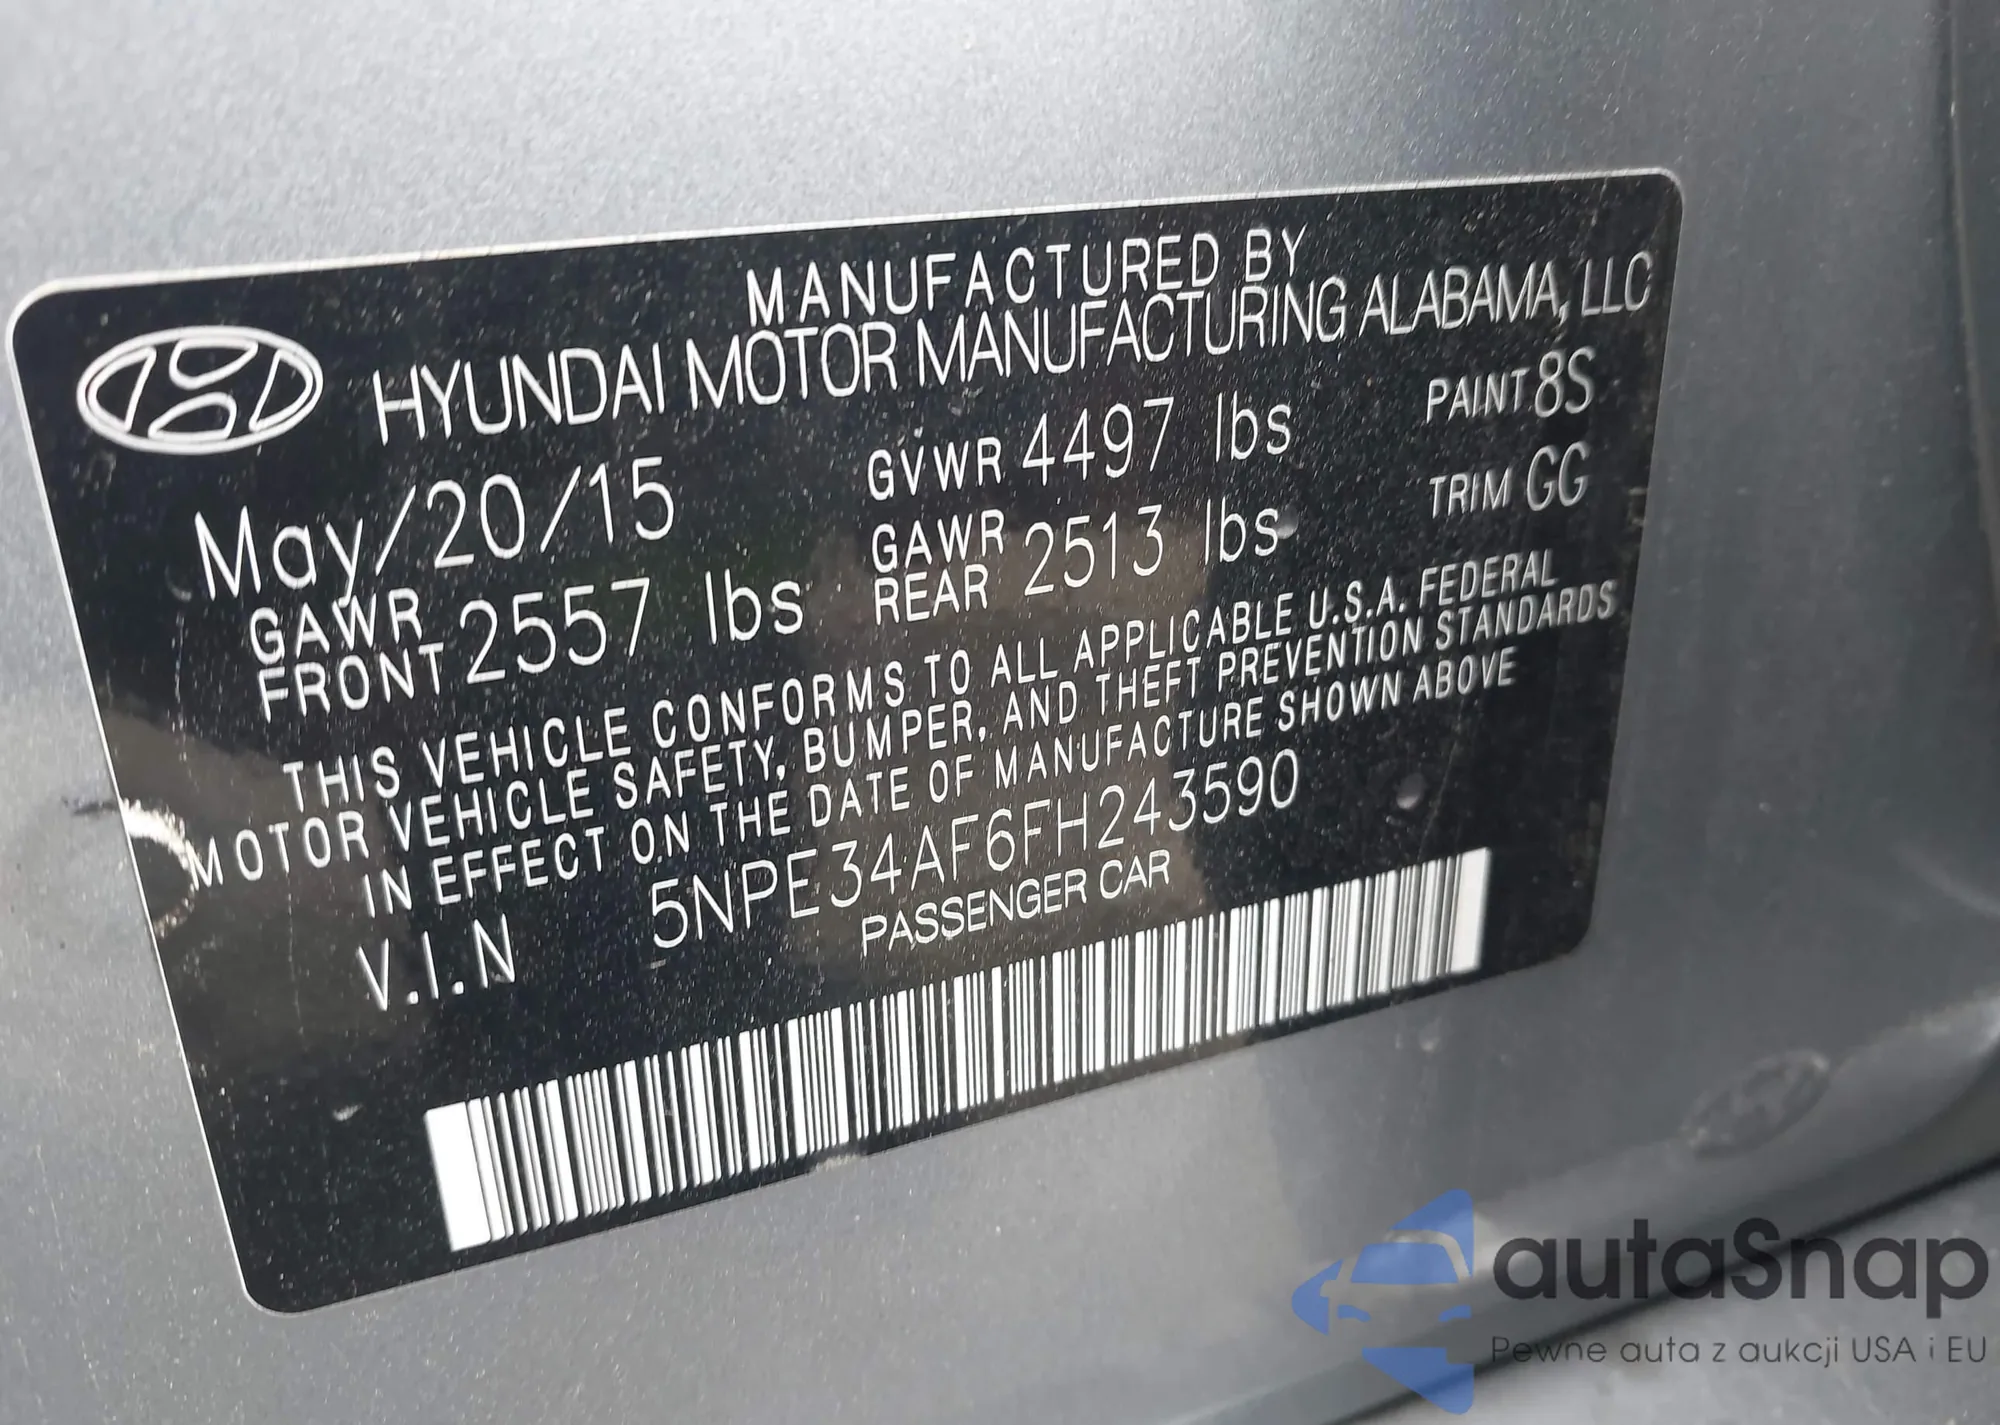 MANUFACTURED BY
HYUNDAI MOTOR MANUFACTURING ALABAMA, LLC
May/20/15 GVWR 4497 lbs PAINT 8S
GAWR FRONT 2557 lbs GAWR REAR 2513 lbs TRIM GG
THIS VEHICLE CONFORMS TO ALL APPLICABLE U.S.A. FEDERAL
MOTOR VEHICLE SAFETY, BUMPER, AND THEFT PREVENTION STANDARDS
IN EFFECT ON THE DATE OF MANUFACTURE SHOWN ABOVE
V.I.N 5NPE34AF6FH243590
PASSENGER CAR
autaSnap
Pewne auta z aukcji USA i EU